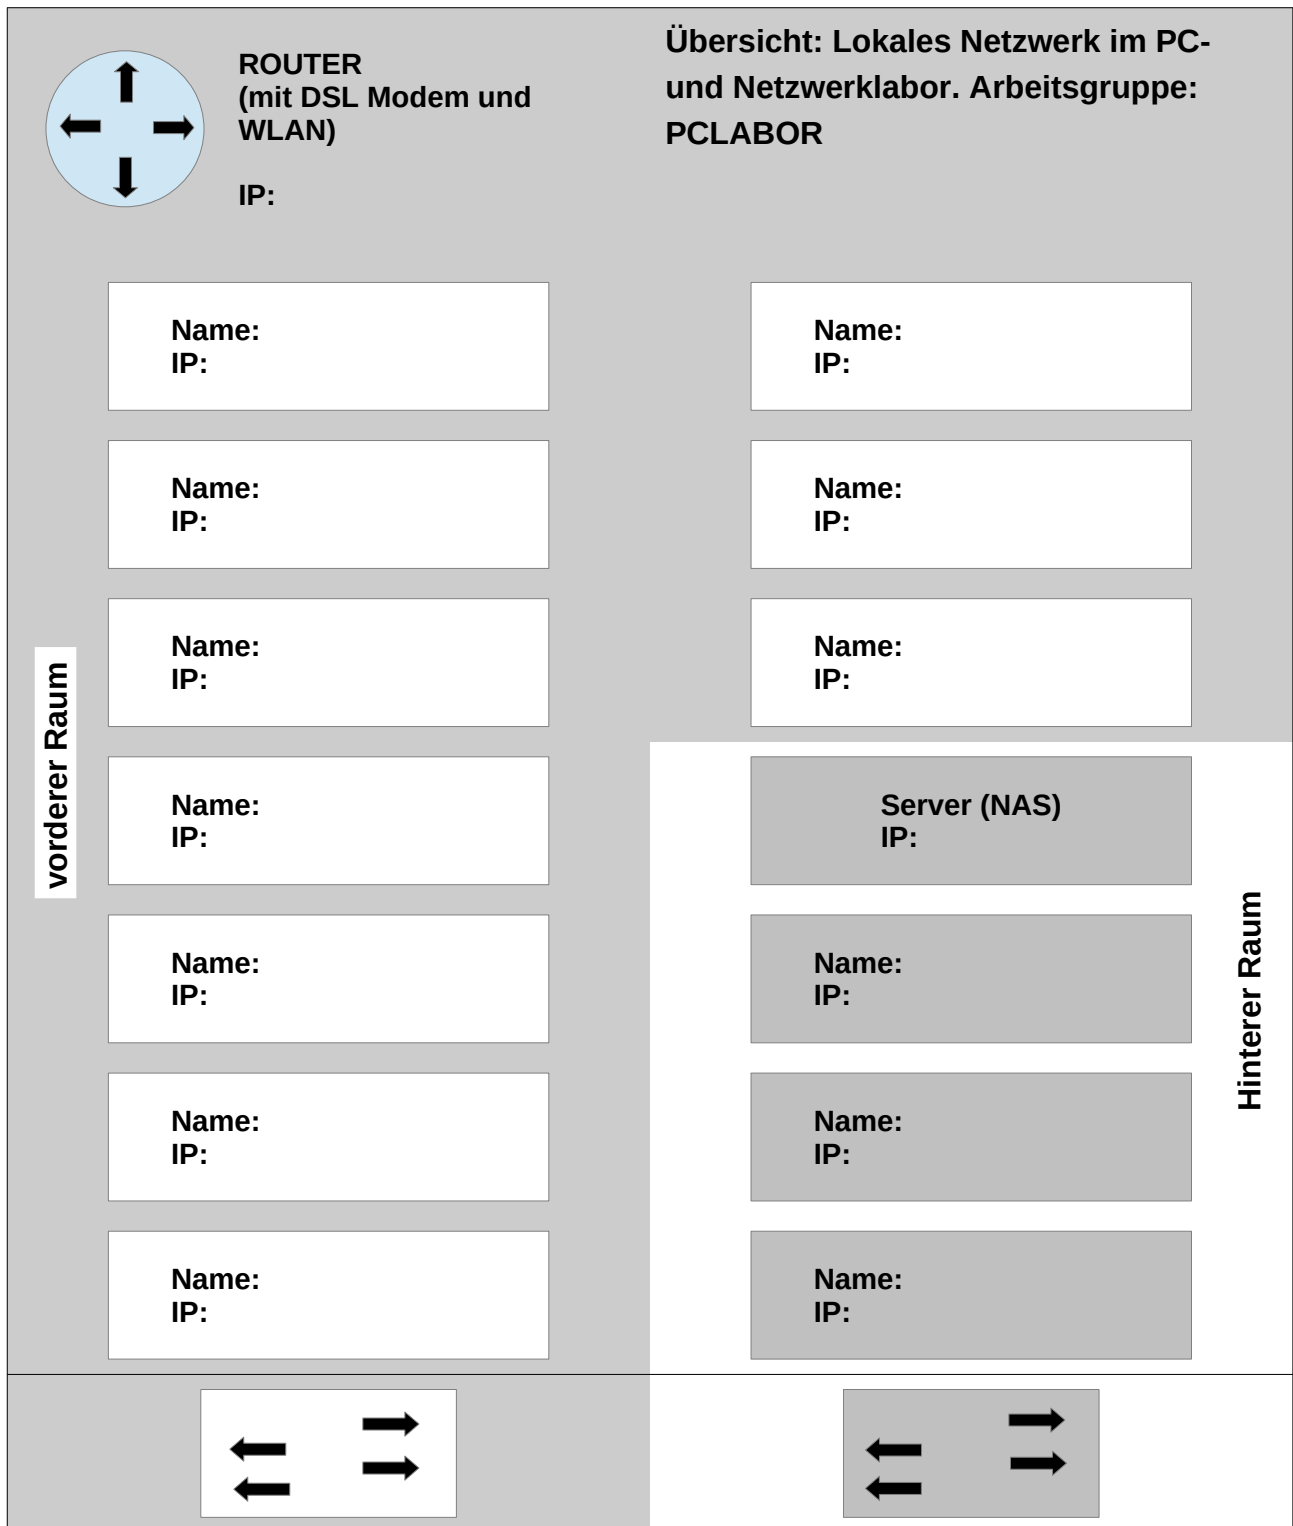 ROUTER
(mit DSL Modem und
WLAN)
IP:
Übersicht: Lokales Netzwerk im PC-
und Netzwerklabor. Arbeitsgruppe:
PCLABOR
vorderer Raum
Name:
IP:
Name:
IP:
Name:
IP:
Name:
IP:
Name:
IP:
Name:
IP:
Name:
IP:
Name:
IP:
Name:
IP:
Name:
IP:
Server (NAS)
IP:
Name:
IP:
Name:
IP:
Name:
IP:
Hinterer Raum